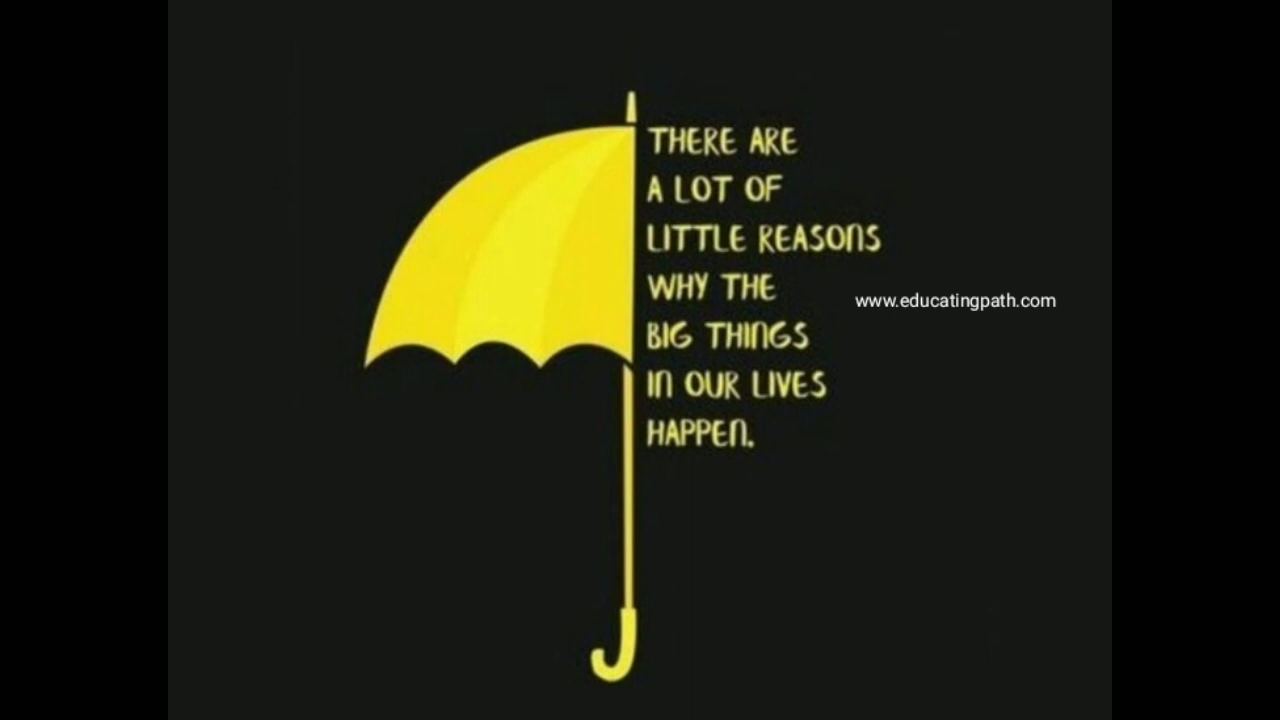 THERE ARE
A LOT OF
LITTLE REASONS
WHY THE
www.educatingpath.com
BIG THINGS
IN OUR LIVES
HAPPEN.